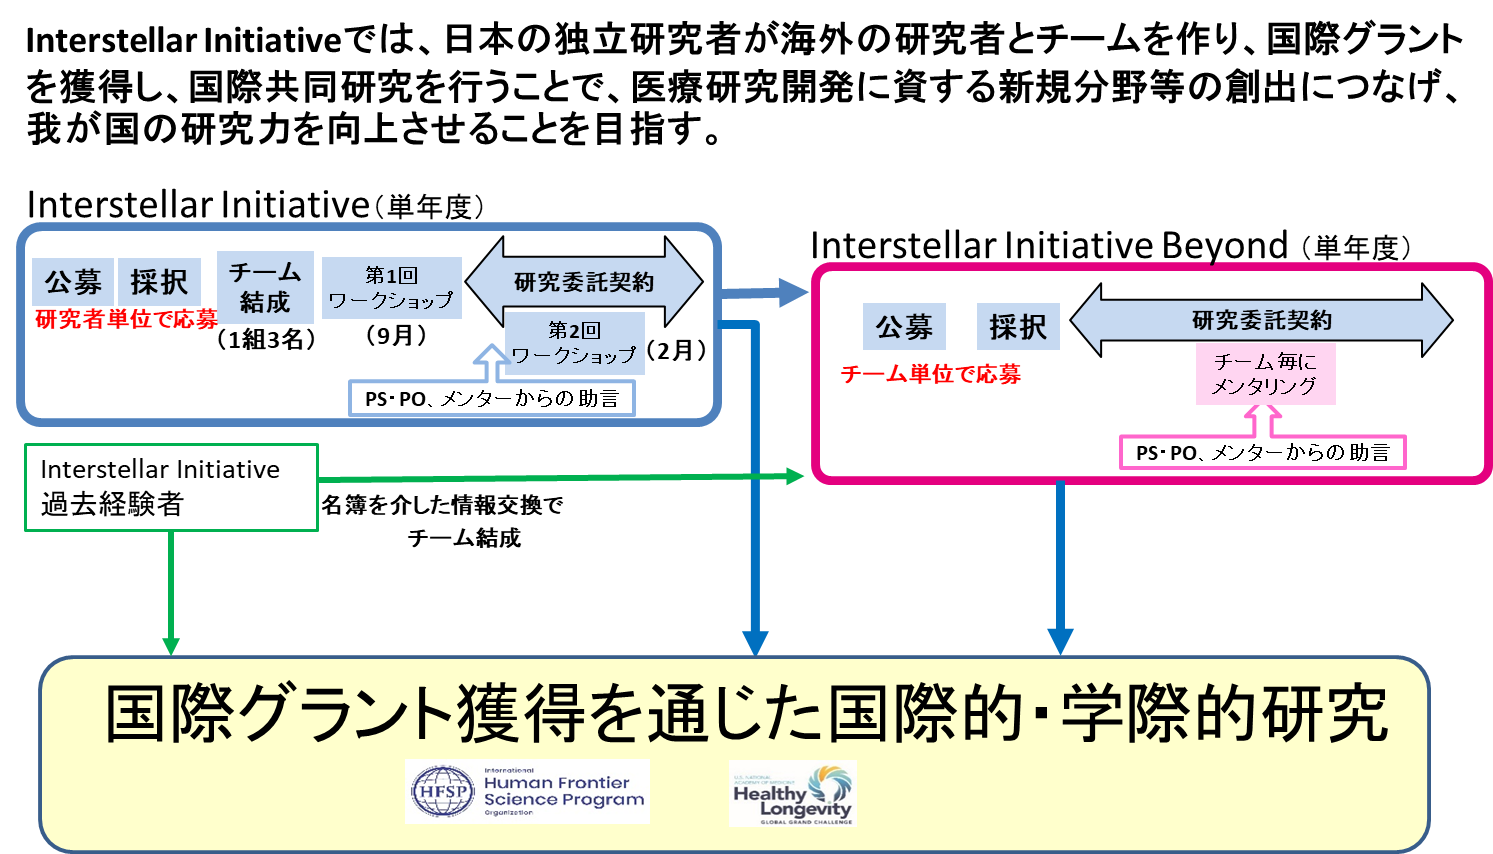 Interstellar Initiativeでは、日本の独立研究者が海外の研究者とチームを作り、国際グラント
を獲得し、国際共同研究を行うことで、医療研究開発に資する新規分野等の創出につなげ、
我が国の研究力を向上させることを目指す。
Interstellar Initiative（単年度）
公募
採択
研究者単位で応募
チーム
結成
（1組3名）
第1回
ワークショップ
（9月）
研究委託契約
第2回
ワークショップ
（2月）
PS・PO、メンターからの助言
Interstellar Initiative Beyond（単年度）
公募
採択
チーム単位で応募
研究委託契約
チーム毎に
メンタリング
PS・PO、メンターからの助言
Interstellar Initiative
過去経験者
名簿を介した情報交換で
チーム結成
国際グラント獲得を通じた国際的・学際的研究
HFSP
International
Human Frontier
Science Program
Organization
U.S. NATIONAL
ACADEMY OF MEDICINE
Healthy
Longevity
GLOBAL GRAND CHALLENGE